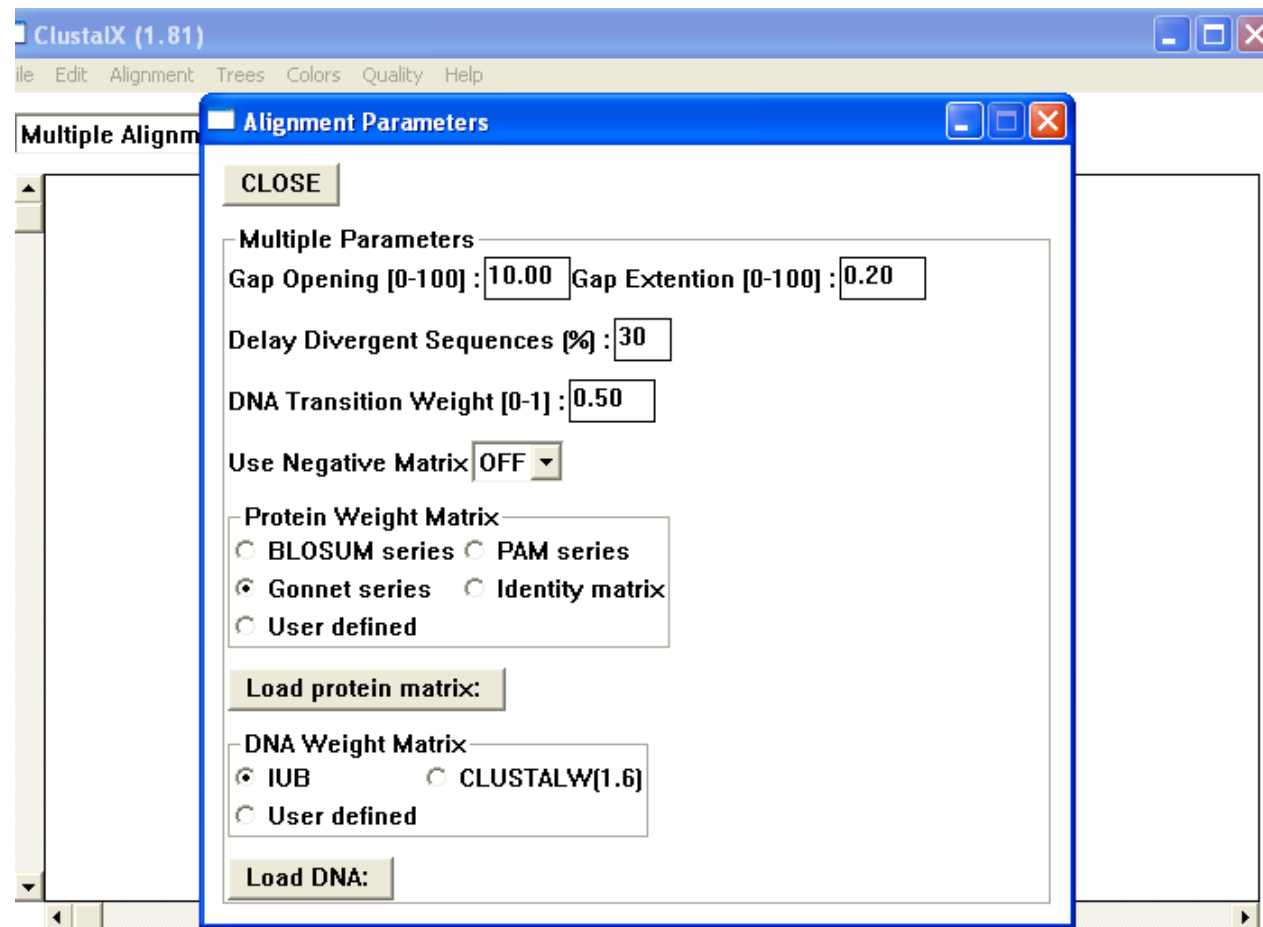 ClustalX (1.81)
ile Edit Alignment Trees Colors Quality Help
Multiple Alignm
Alignment Parameters
CLOSE
Multiple Parameters
Gap Opening [0-100] : 10.00 Gap Extention [0-100] : 0.20
Delay Divergent Sequences (%) : 30
DNA Transition Weight [0-1] : 0.50
Use Negative Matrix OFF
Protein Weight Matrix
BLOSUM series PAM series
Gonnet series Identity matrix
User defined
Load protein matrix:
DNA Weight Matrix
IUB CLUSTALW(1.6)
User defined
Load DNA: